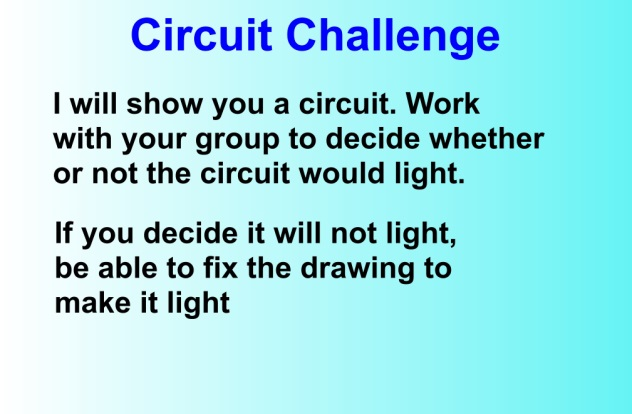 Circuit Challenge
I will show you a circuit. Work
with your group to decide whether
or not the circuit would light.
If you decide it will not light,
be able to fix the drawing to
make it light